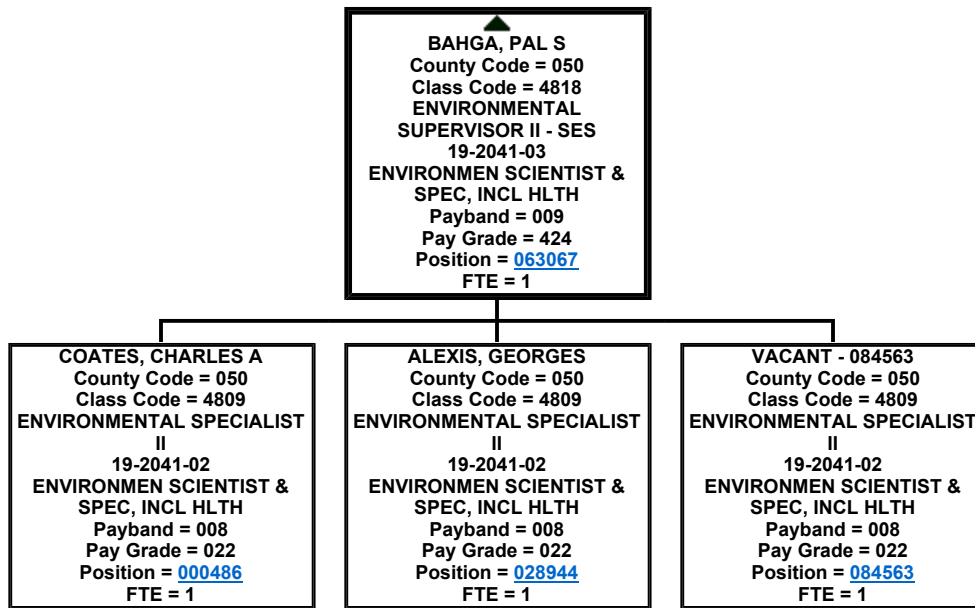 BAHGA, PAL S
County Code = 050
Class Code = 4818
ENVIRONMENTAL
SUPERVISOR II - SES
19-2041-03
ENVIRONMEN SCIENTIST &
SPEC, INCL HLTH
Payband = 009
Pay Grade = 424
Position = 063067
FTE = 1
COATES, CHARLES A
County Code = 050
Class Code = 4809
ENVIRONMENTAL SPECIALIST
II
19-2041-02
ENVIRONMEN SCIENTIST &
SPEC, INCL HLTH
Payband = 008
Pay Grade = 022
Position = 000486
FTE = 1
ALEXIS, GEORGES
County Code = 050
Class Code = 4809
ENVIRONMENTAL SPECIALIST
II
19-2041-02
ENVIRONMEN SCIENTIST &
SPEC, INCL HLTH
Payband = 008
Pay Grade = 022
Position = 028944
FTE = 1
VACANT - 084563
County Code = 050
Class Code = 4809
ENVIRONMENTAL SPECIALIST
II
19-2041-02
ENVIRONMEN SCIENTIST &
SPEC, INCL HLTH
Payband = 008
Pay Grade = 022
Position = 084563
FTE = 1